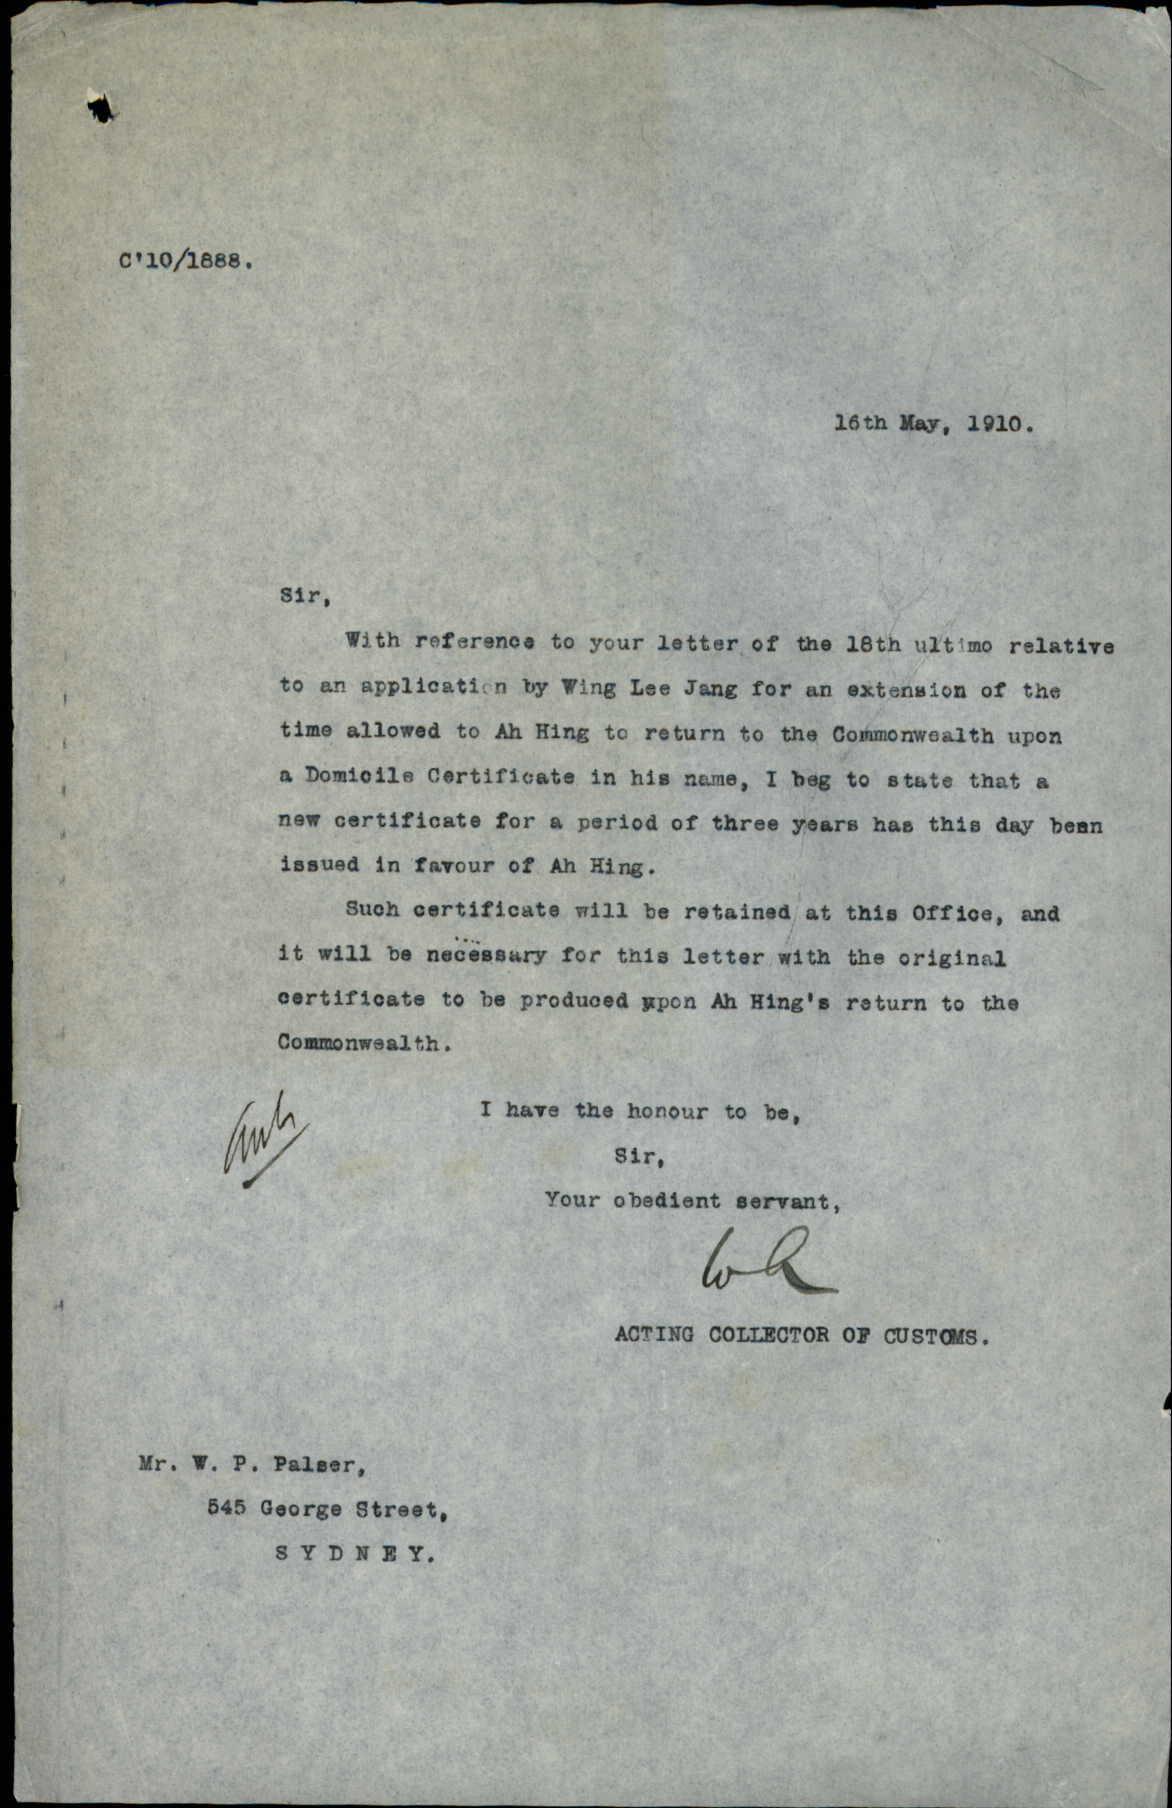 C'10/1888.
16th May, 1910.
Sir,
With reference to your letter of the 18th ultimo relative
to an application by Wing Lee Jang for an extension of the
time allowed to Ah Hing to return to the Commonwealth upon
a Domicile Certificate in his name, I beg to state that a
new certificate for a period of three years has this day been
issued in favour of Ah Hing.
Such certificate will be retained at this Office, and
it will be necessary for this letter with the original
certificate to be produced upon Ah Hing's return to the
Commonwealth.
I have the honour to be,
Sir,
Your obedient servant,
ACTING COLLECTOR OF CUSTOMS.
Mr. W. P. Palser,
545 George Street,
S Y D N E Y.